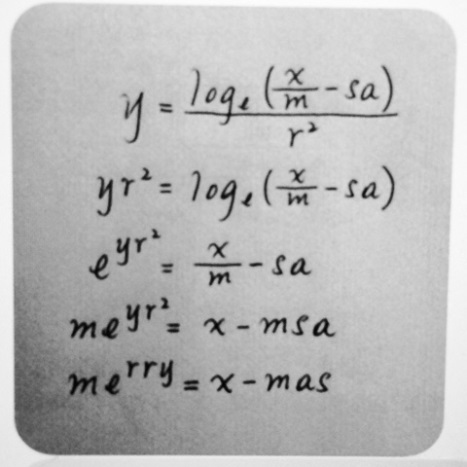 y = logₑ(x/m - sa) / r²
yr² = logₑ(x/m - sa)
e^yr² = x/m - sa
me^yr² = x - msa
me^rry = x - mas